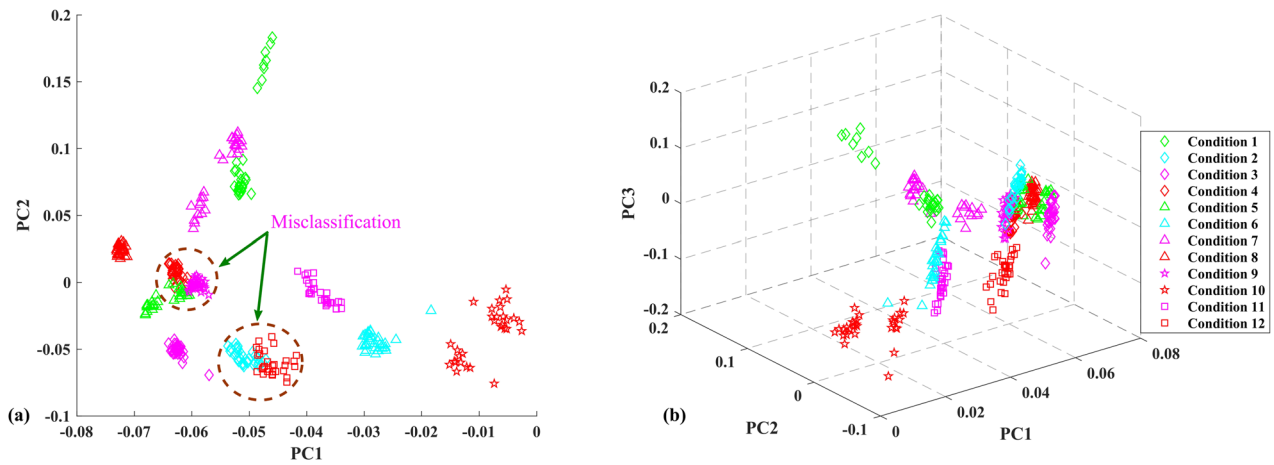 0.2
0.15
0.1
0.05
0
-0.05
-0.1
PC2
-0.08
-0.07
-0.06
-0.05
-0.04
-0.03
-0.02
-0.01
0
PC1
Misclassification
(a)
0.2
0.1
0
-0.1
-0.2
PC3
0.2
0.1
0
-0.1
PC2
0
0.02
0.04
0.06
0.08
PC1
(b)
Condition 1
Condition 2
Condition 3
Condition 4
Condition 5
Condition 6
Condition 7
Condition 8
Condition 9
Condition 10
Condition 11
Condition 12